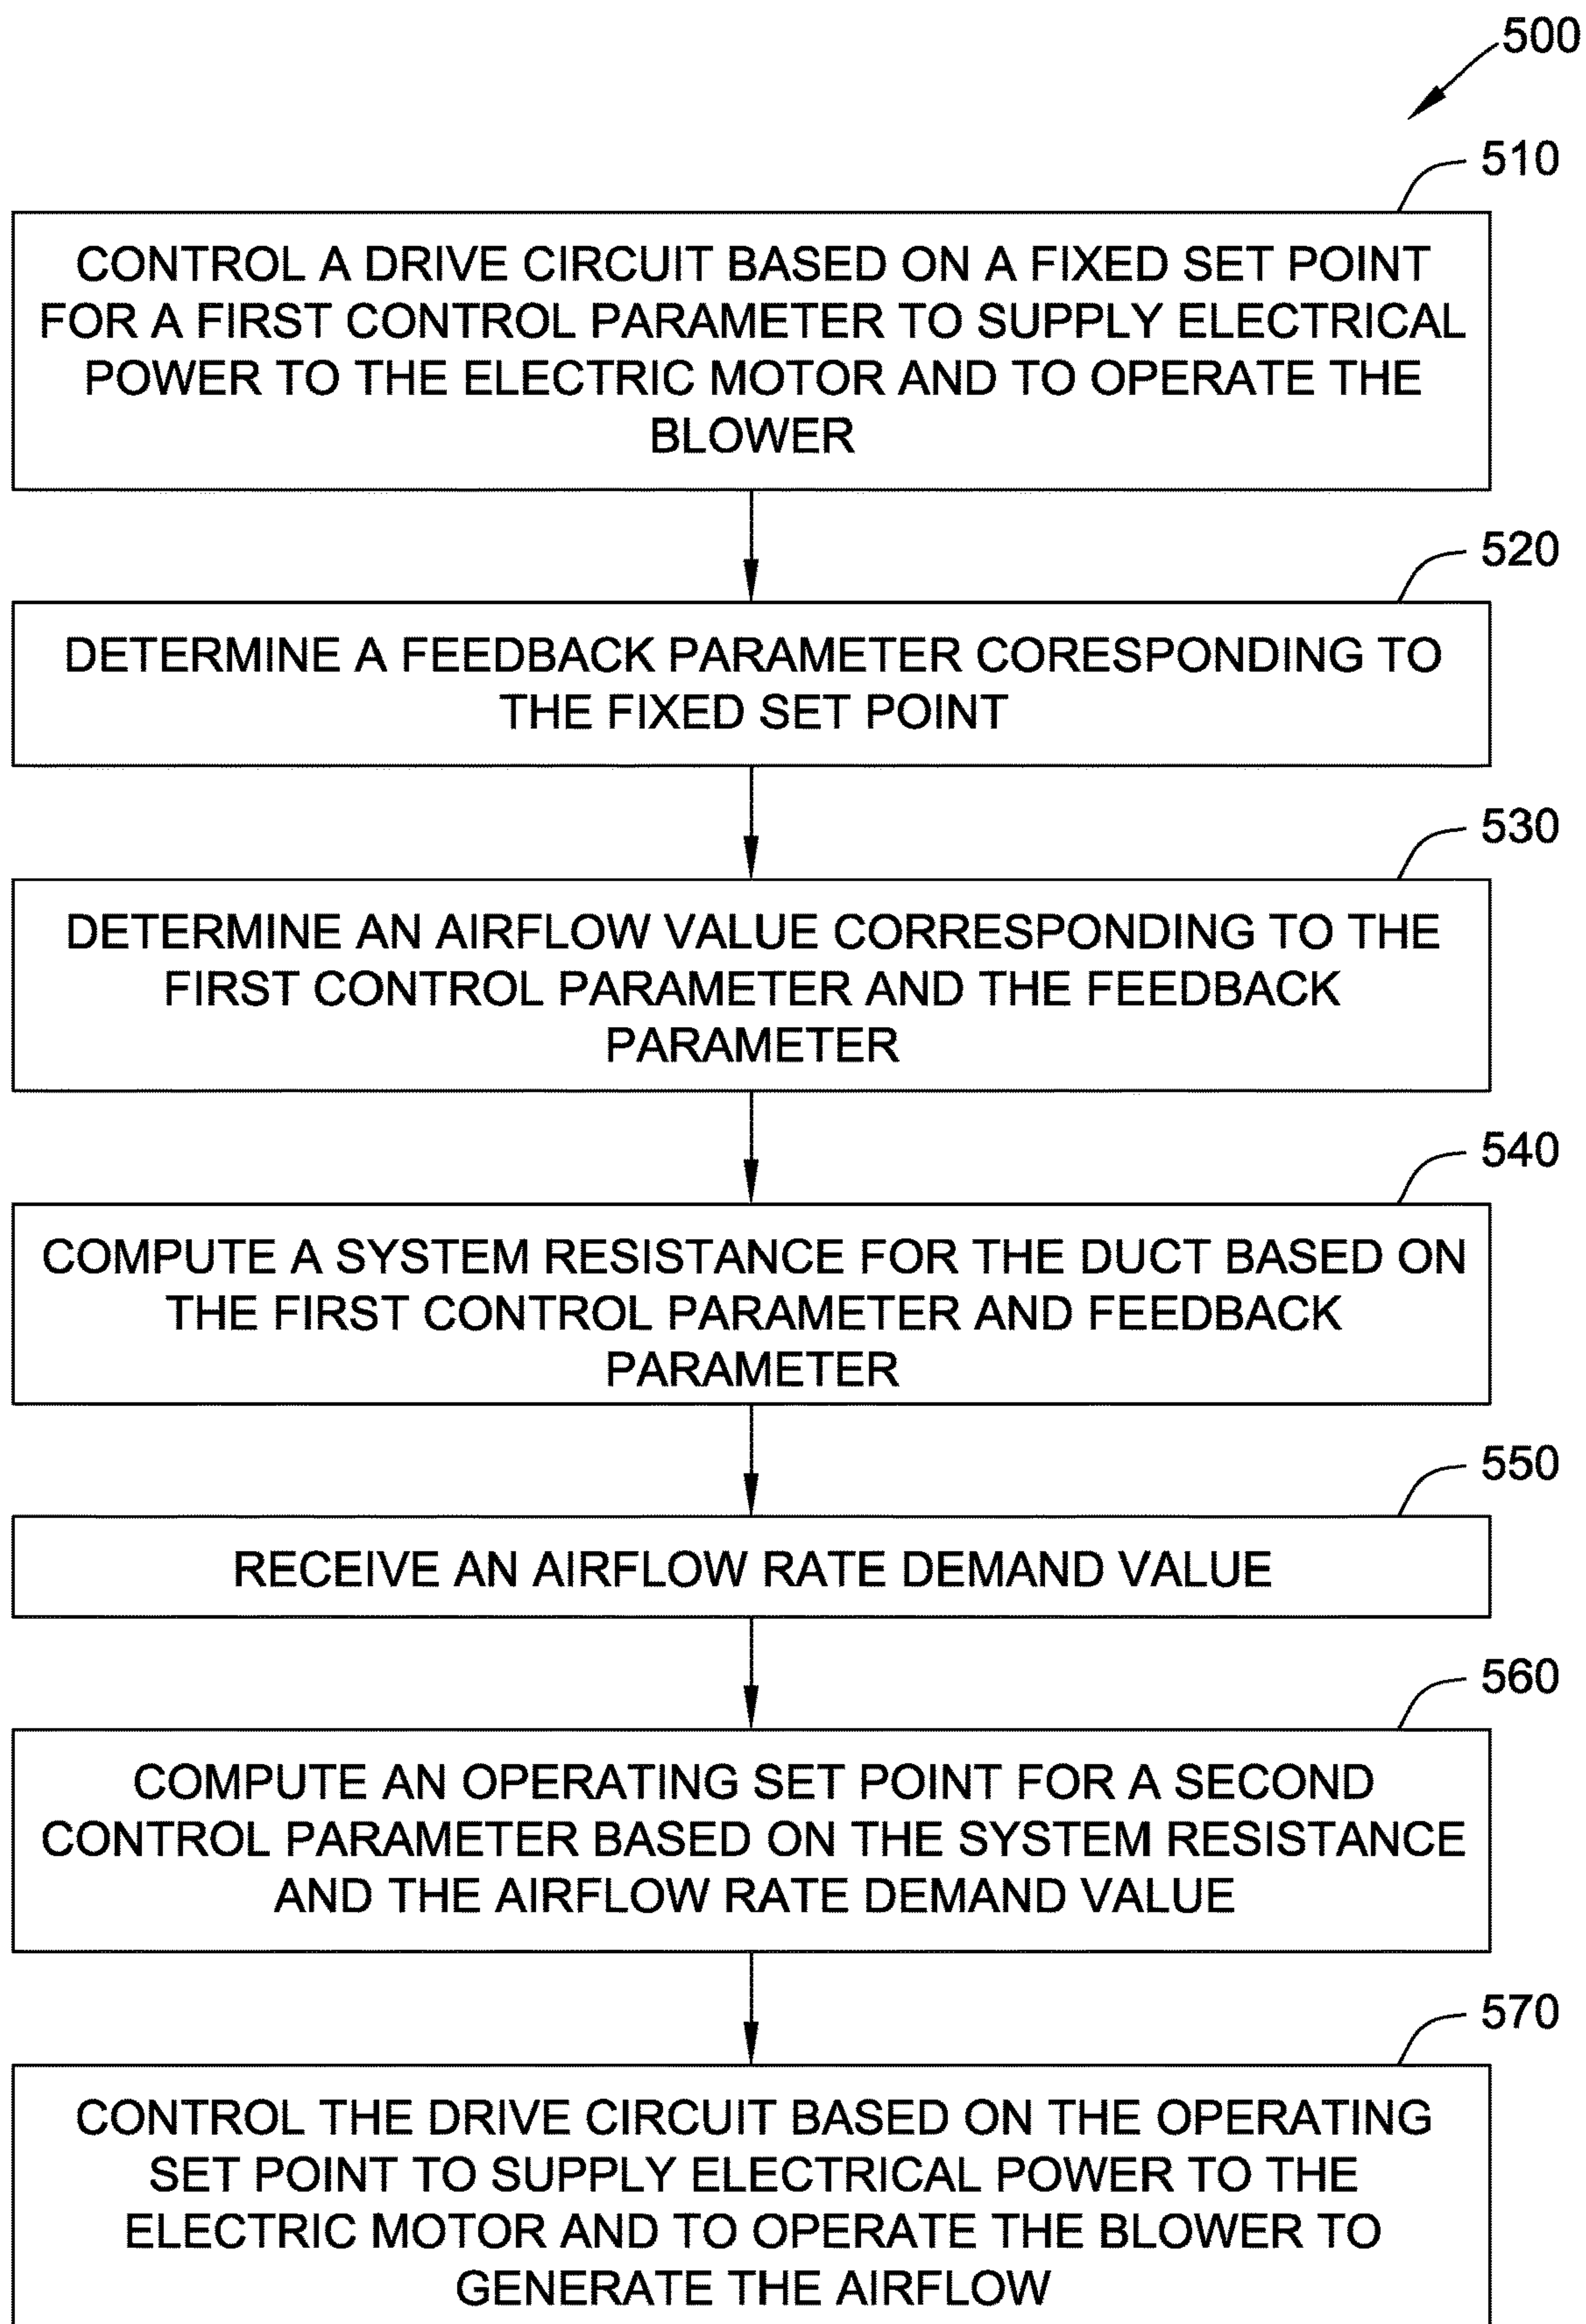 500
510
CONTROL A DRIVE CIRCUIT BASED ON A FIXED SET POINT
FOR A FIRST CONTROL PARAMETER TO SUPPLY ELECTRICAL
POWER TO THE ELECTRIC MOTOR AND TO OPERATE THE
BLOWER
520
DETERMINE A FEEDBACK PARAMETER CORESPONDING TO
THE FIXED SET POINT
530
DETERMINE AN AIRFLOW VALUE CORRESPONDING TO THE
FIRST CONTROL PARAMETER AND THE FEEDBACK
PARAMETER
540
COMPUTE A SYSTEM RESISTANCE FOR THE DUCT BASED ON
THE FIRST CONTROL PARAMETER AND FEEDBACK
PARAMETER
550
RECEIVE AN AIRFLOW RATE DEMAND VALUE
560
COMPUTE AN OPERATING SET POINT FOR A SECOND
CONTROL PARAMETER BASED ON THE SYSTEM RESISTANCE
AND THE AIRFLOW RATE DEMAND VALUE
570
CONTROL THE DRIVE CIRCUIT BASED ON THE OPERATING
SET POINT TO SUPPLY ELECTRICAL POWER TO THE
ELECTRIC MOTOR AND TO OPERATE THE BLOWER TO
GENERATE THE AIRFLOW